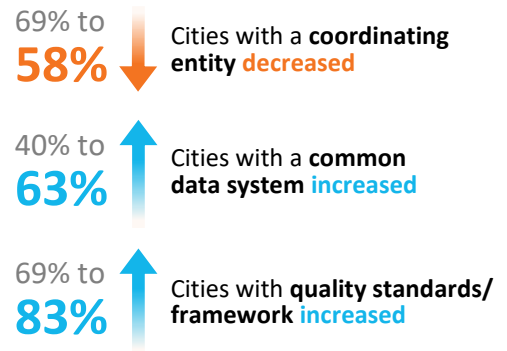 69% to
58%
Cities with a coordinating
entity decreased
40% to
63%
Cities with a common
data system increased
69% to
83%
Cities with quality standards/
framework increased